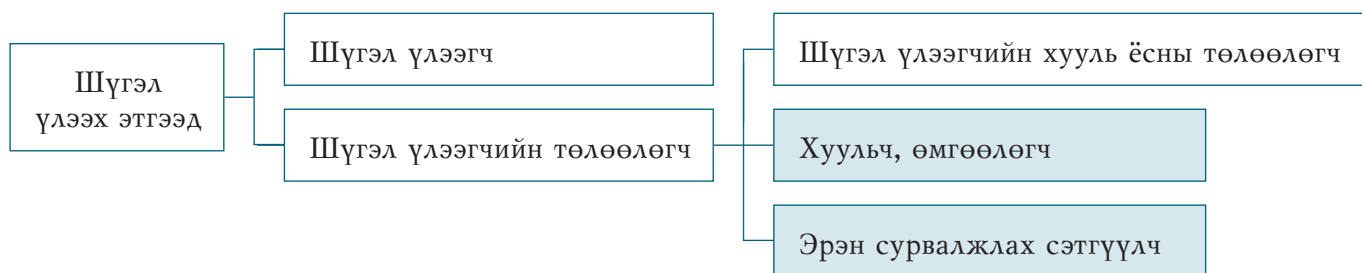 Шүгэл
үлээх этгээд
Шүгэл үлээгч
Шүгэл үлээгчийн төлөөлөгч
Шүгэл үлээгчийн хууль ёсны төлөөлөгч
Хуульч, өмгөөлөгч
Эрэн сурвалжлах сэтгүүлч